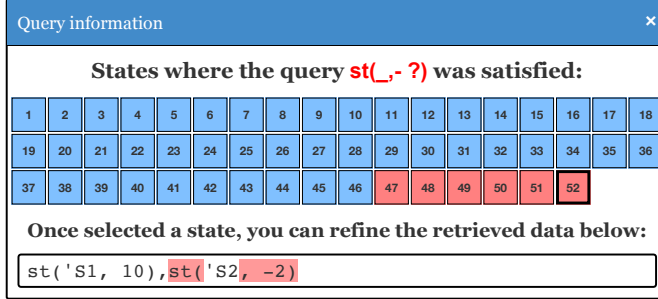 Query information ×
States where the query st(_,- ?) was satisfied:
1 2 3 4 5 6 7 8 9 10 11 12 13 14 15 16 17 18
19 20 21 22 23 24 25 26 27 28 29 30 31 32 33 34 35 36
37 38 39 40 41 42 43 44 45 46 47 48 49 50 51 52
Once selected a state, you can refine the retrieved data below:
st('S1, 10),st('S2, -2)